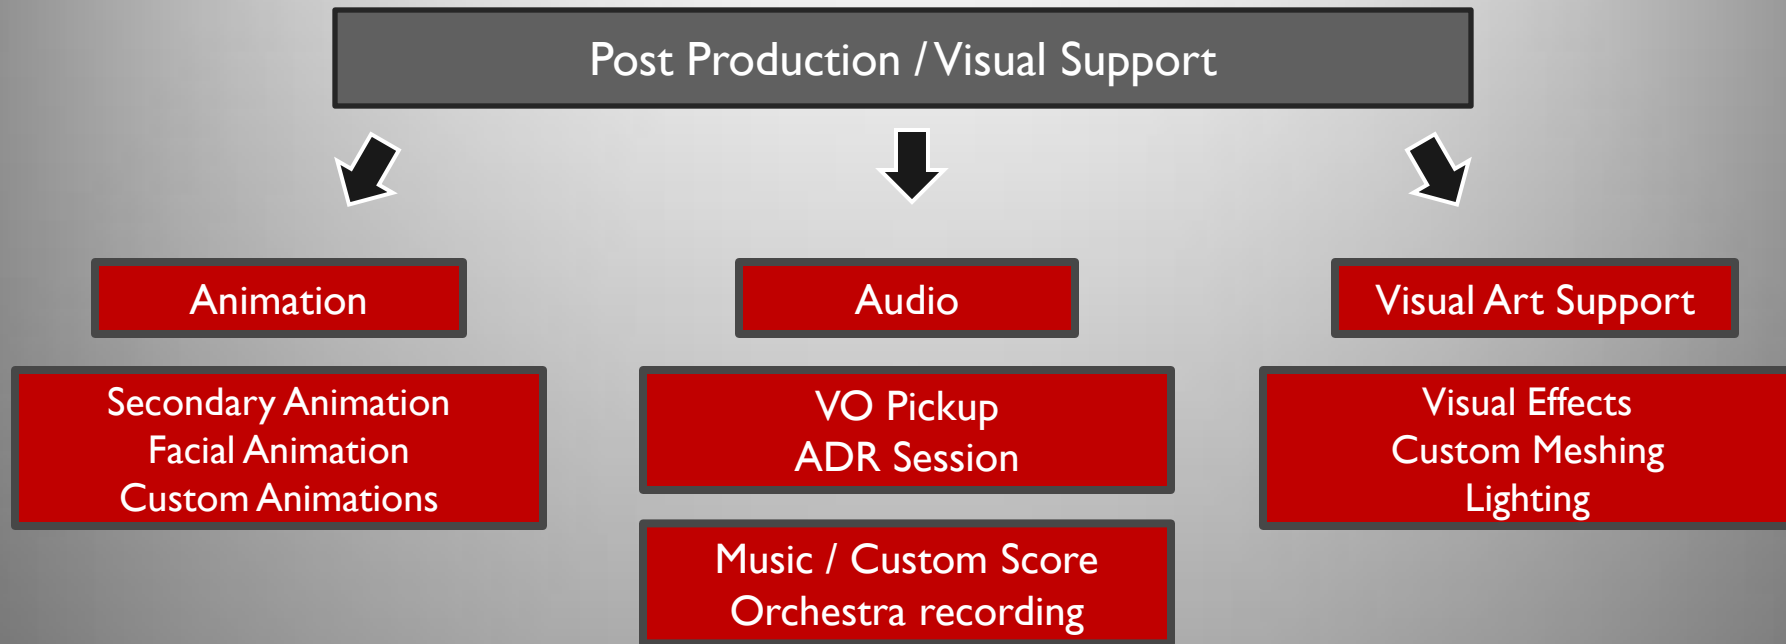 Post Production / Visual Support
Animation
Audio
Visual Art Support
Secondary Animation
Facial Animation
Custom Animations
VO Pickup
ADR Session
Music / Custom Score
Orchestra recording
Visual Effects
Custom Meshing
Lighting